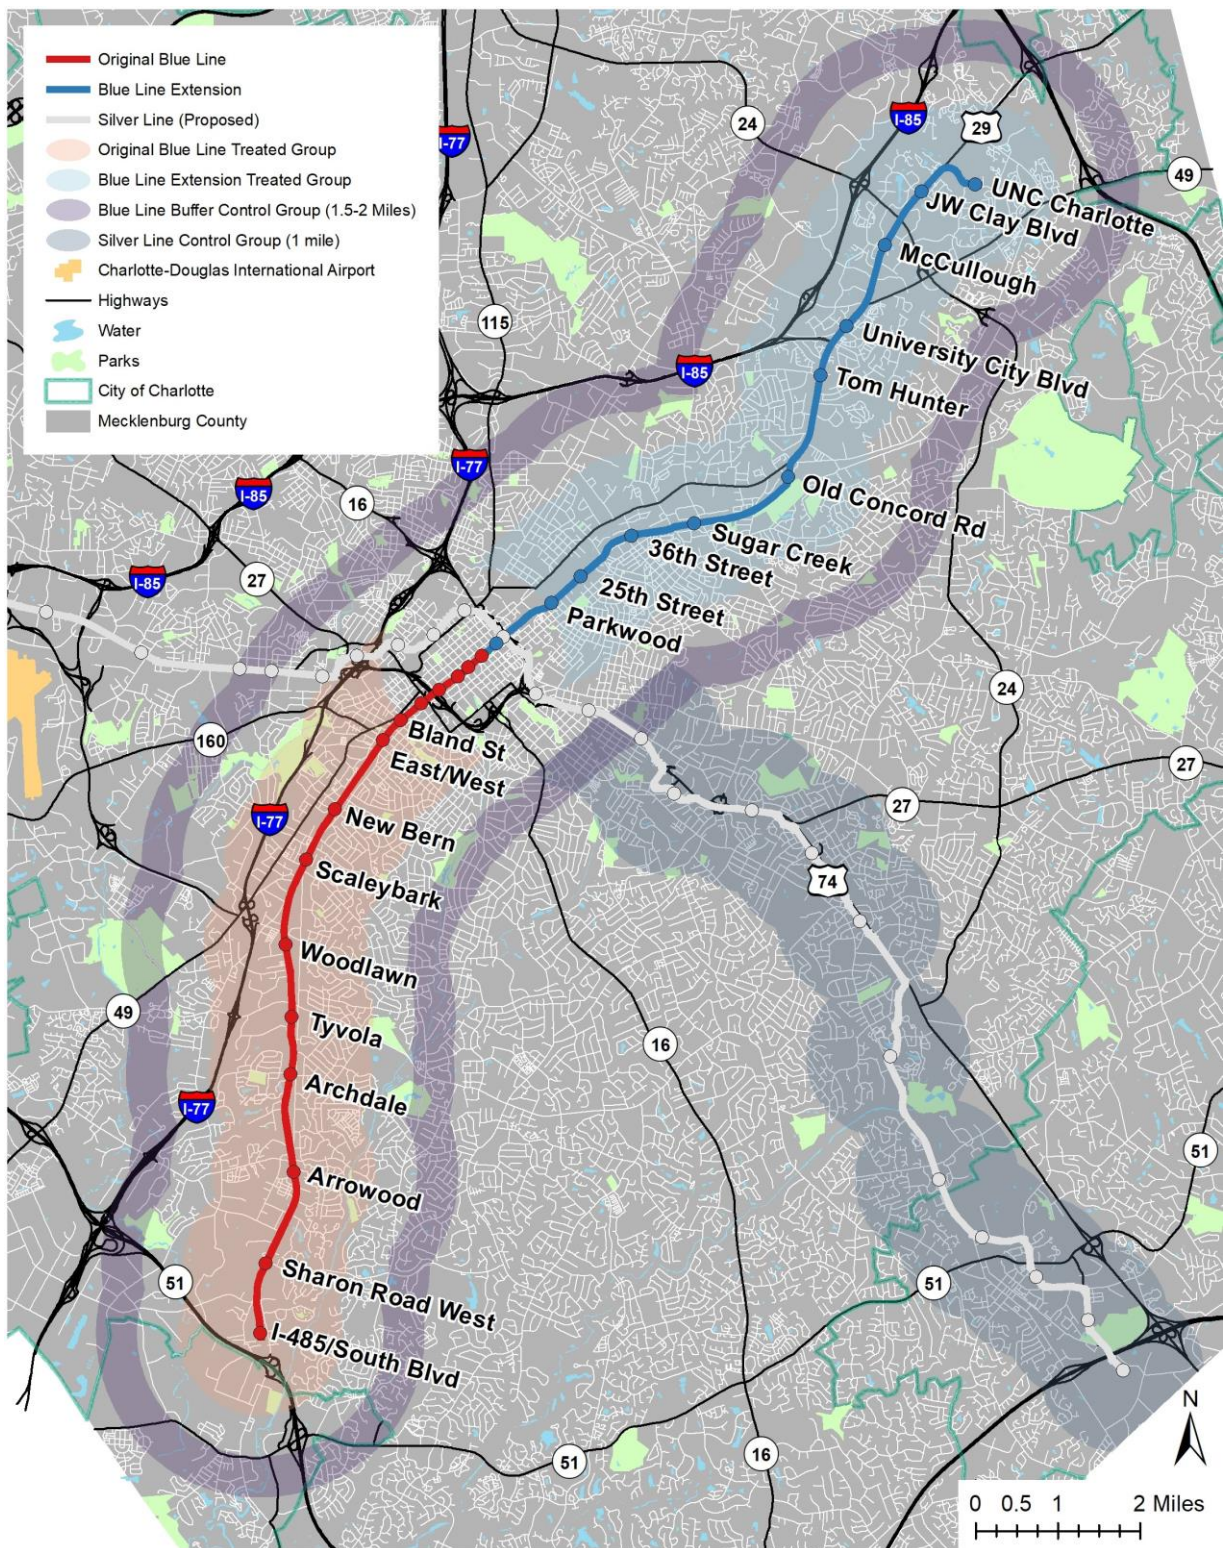 Original Blue Line
Blue Line Extension
Silver Line (Proposed)
Original Blue Line Treated Group
Blue Line Extension Treated Group
Blue Line Buffer Control Group (1.5-2 Miles)
Silver Line Control Group (1 mile)
Charlotte-Douglas International Airport
Highways
Water
Parks
City of Charlotte
Mecklenburg County
I-77
24
I-85
29
49
UNC Charlotte
JW Clay Blvd
McCullough
115
University City Blvd
I-85
Tom Hunter
I-77
I-85
16
Old Concord Rd
Sugar Creek
36th Street
I-85
27
25th Street
Parkwood
24
160
Bland St
East/West
27
I-77
New Bern
27
Scaleybark
74
Woodlawn
49
Tyvola
16
Archdale
I-77
51
Arrowood
51
Sharon Road West
51
I-485/South Blvd
N
51
16
0 0.5 1 2 Miles